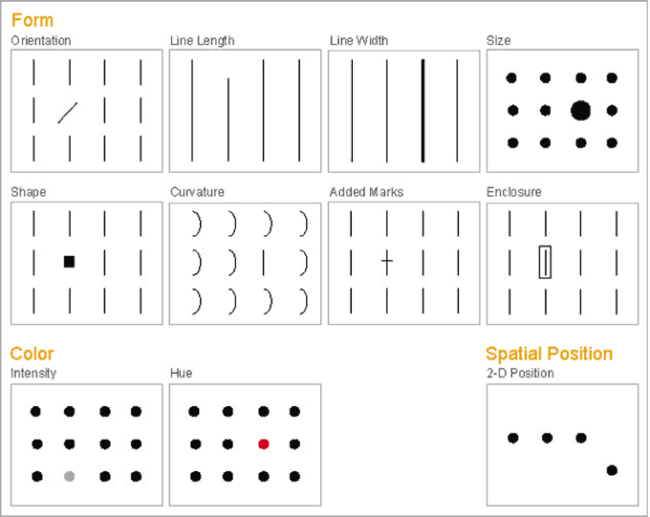 Form
Orientation
Line Length
Line Width
Size
Shape
Curvature
Added Marks
Enclosure
Color
Intensity
Hue
Spatial Position
2-D Position